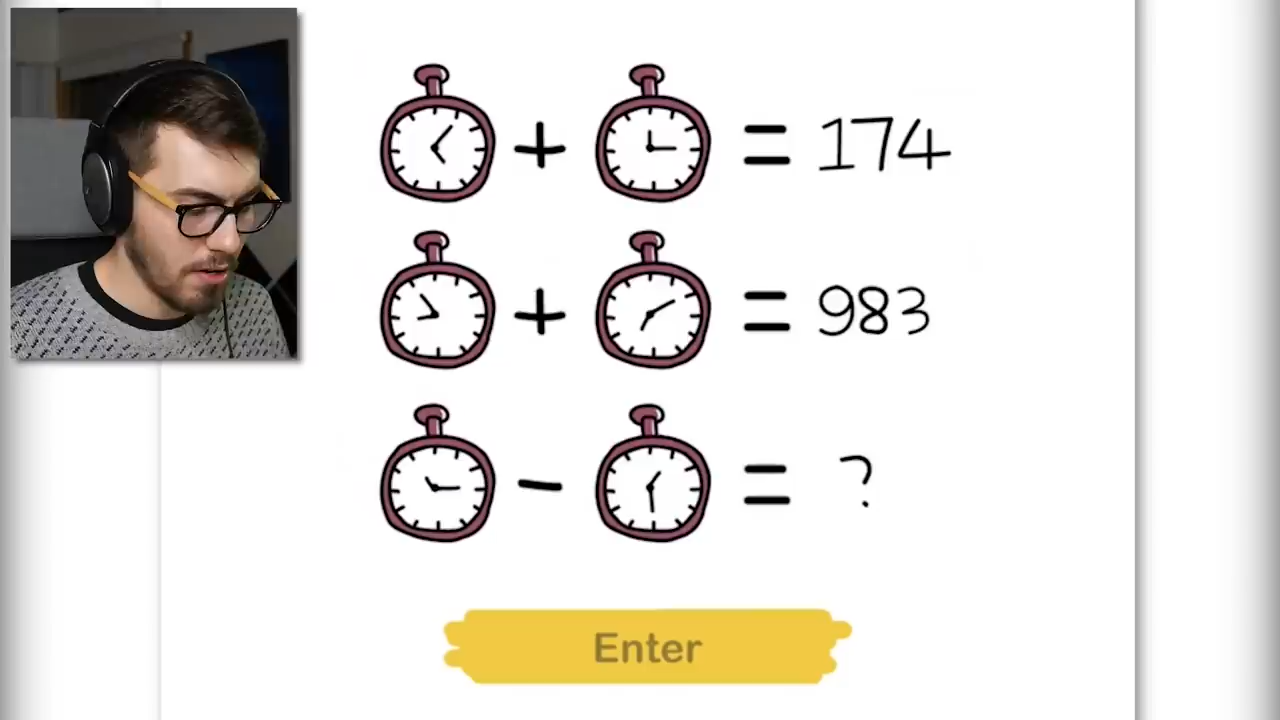 + = 174
+ = 983
- = ?
Enter